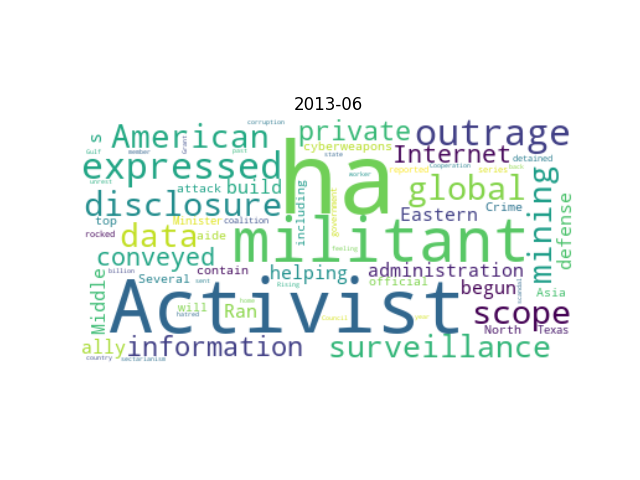 2013-06
corruption
s American Grant private outrage
Gulf member past cyberweapons Internet
expressed ha state reported series back detained
unrest attack build worker Cooperation global mining
disclosure including government Eastern Crime defense
top Minister coalition militant
rocked data aide
conveyed feeling
contain helping administration
Middle billion Several sent Rising official begun Asia
Activist scandal
will home scope
hatred Ran Council year North Texas
ally information surveillance
country sectarianism